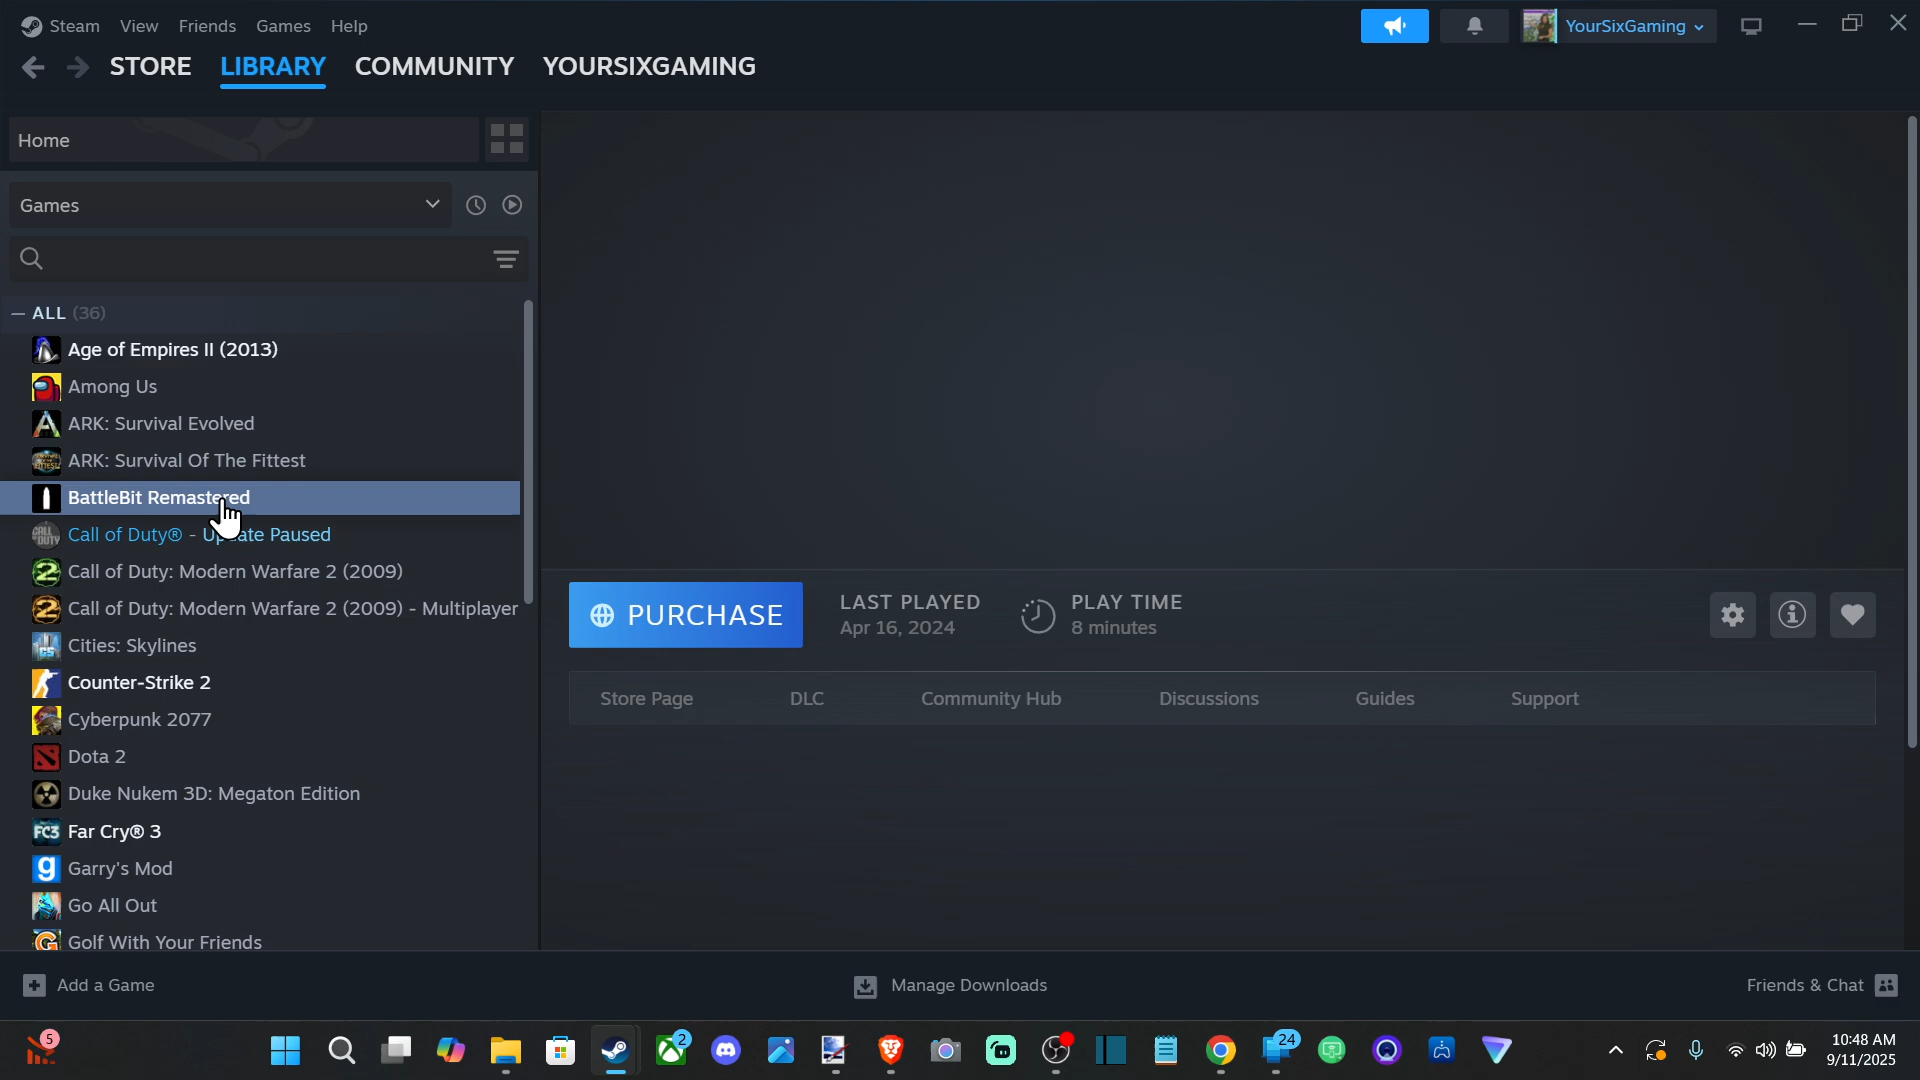 Steam View Friends Games Help
YourSixGaming
STORE LIBRARY COMMUNITY YOURSIXGAMING
Home
Games
— ALL (36)
Age of Empires II (2013)
Among Us
ARK: Survival Evolved
ARK: Survival Of The Fittest
BattleBit Remastered
Call of Duty® - Update Paused
Call of Duty: Modern Warfare 2 (2009)
Call of Duty: Modern Warfare 2 (2009) - Multiplayer
Cities: Skylines
Counter-Strike 2
Cyberpunk 2077
Dota 2
Duke Nukem 3D: Megaton Edition
Far Cry® 3
Garry's Mod
Go All Out
Golf With Your Friends
PURCHASE
LAST PLAYED
Apr 16, 2024
PLAY TIME
8 minutes
Store Page DLC Community Hub Discussions Guides Support
Add a Game
Manage Downloads
Friends & Chat
5
2
24
10:48 AM
9/11/2025